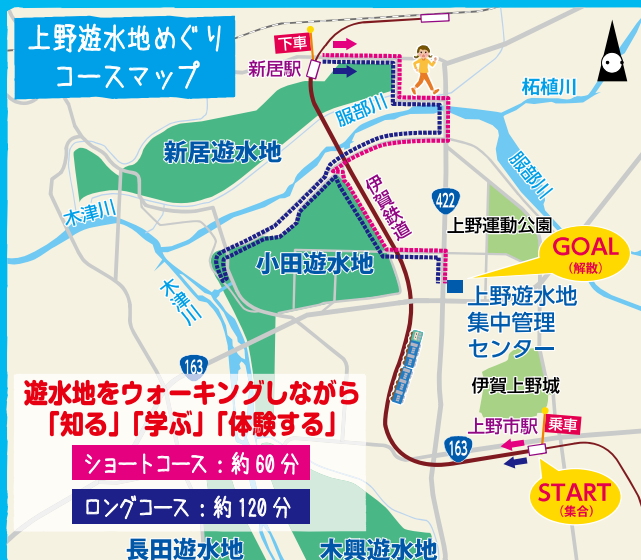 上野遊水地めぐり
コースマップ
下車
新居駅
柘植川
服部川
新居遊水地
服部川
伊賀鉄道
422
木津川
上野運動公園
GOAL
(解散)
小田遊水地
木津川
上野遊水地
集中管理
センター
163
遊水地をウォーキングしながら
「知る」「学ぶ」「体験する」
ショートコース:約60分
ロングコース:約120分
伊賀上野城
上野市駅
乗車
163
START
(集合)
長田遊水地
木興遊水地